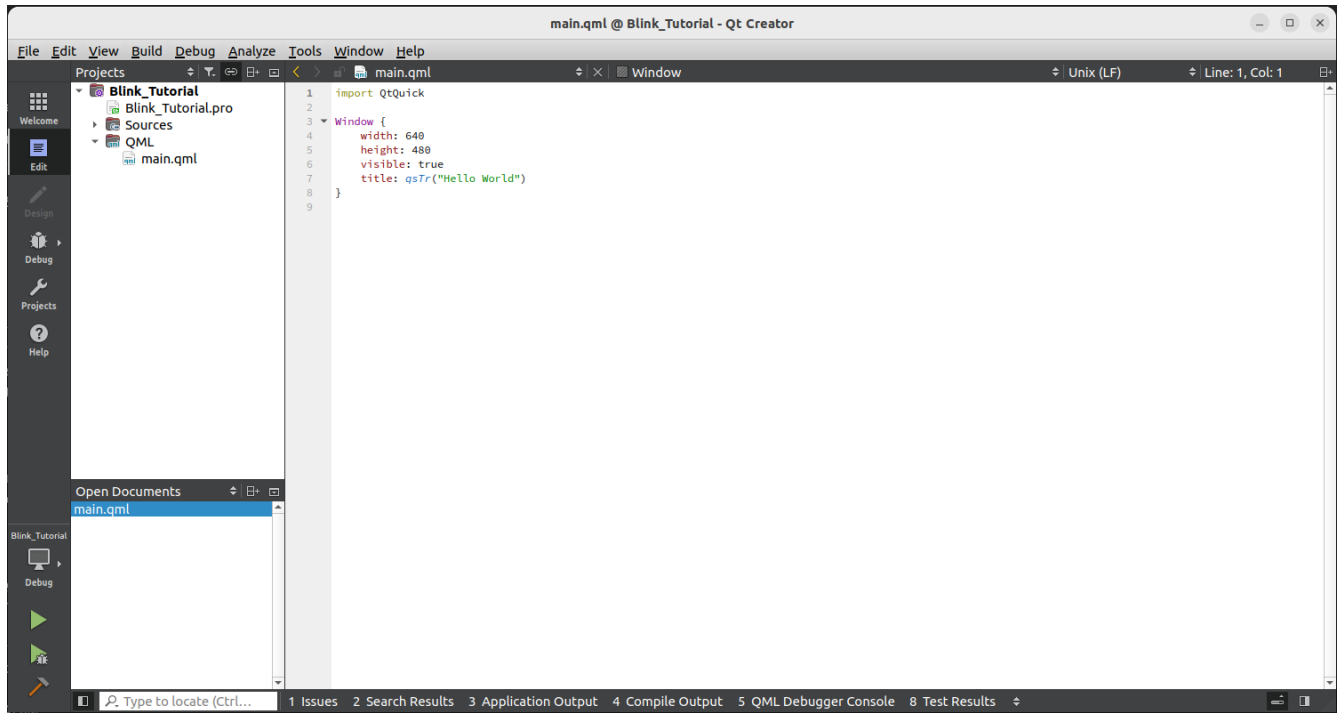 main.qml @ Blink_Tutorial - Qt Creator
File Edit View Build Debug Analyze Tools Window Help
Projects
main.qml
Window
Unix (LF)
Line: 1, Col: 1
Welcome
Edit
Design
Debug
Projects
Help
Blink_Tutorial
Blink_Tutorial.pro
Sources
QML
main.qml
1 import QtQuick
2
3 Window {
4 width: 640
5 height: 480
6 visible: true
7 title: qsTr("Hello World")
8 }
9
Open Documents
main.qml
Blink_Tutorial
Debug
Type to locate (Ctrl...
1 Issues 2 Search Results 3 Application Output 4 Compile Output 5 QML Debugger Console 8 Test Results